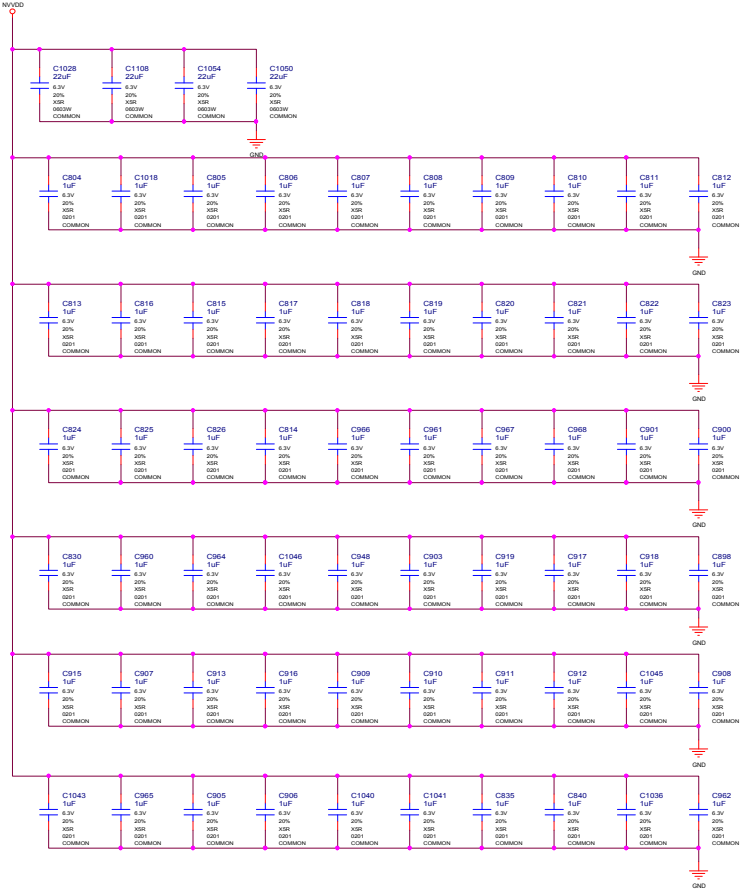 NVVDD
C1028 C1108 C1054 C1050
22uF 22uF 22uF 22uF
6.3V 6.3V 6.3V 6.3V
20% 20% 20% 20%
X5R X5R X5R X5R
0603W 0603W 0603W 0603W
COMMON COMMON COMMON COMMON
GND
C804 C1018 C805 C806 C807 C808 C809 C810 C811 C812
1uF 1uF 1uF 1uF 1uF 1uF 1uF 1uF 1uF 1uF
6.3V 6.3V 6.3V 6.3V 6.3V 6.3V 6.3V 6.3V 6.3V 6.3V
20% 20% 20% 20% 20% 20% 20% 20% 20% 20%
X5R X5R X5R X5R X5R X5R X5R X5R X5R X5R
0201 0201 0201 0201 0201 0201 0201 0201 0201 0201
COMMON COMMON COMMON COMMON COMMON COMMON COMMON COMMON COMMON COMMON
GND
C813 C816 C815 C817 C818 C819 C820 C821 C822 C823
1uF 1uF 1uF 1uF 1uF 1uF 1uF 1uF 1uF 1uF
6.3V 6.3V 6.3V 6.3V 6.3V 6.3V 6.3V 6.3V 6.3V 6.3V
20% 20% 20% 20% 20% 20% 20% 20% 20% 20%
X5R X5R X5R X5R X5R X5R X5R X5R X5R X5R
0201 0201 0201 0201 0201 0201 0201 0201 0201 0201
COMMON COMMON COMMON COMMON COMMON COMMON COMMON COMMON COMMON COMMON
GND
C824 C825 C826 C814 C966 C961 C967 C968 C901 C900
1uF 1uF 1uF 1uF 1uF 1uF 1uF 1uF 1uF 1uF
6.3V 6.3V 6.3V 6.3V 6.3V 6.3V 6.3V 6.3V 6.3V 6.3V
20% 20% 20% 20% 20% 20% 20% 20% 20% 20%
X5R X5R X5R X5R X5R X5R X5R X5R X5R X5R
0201 0201 0201 0201 0201 0201 0201 0201 0201 0201
COMMON COMMON COMMON COMMON COMMON COMMON COMMON COMMON COMMON COMMON
GND
C830 C960 C964 C1046 C948 C903 C919 C917 C918 C898
1uF 1uF 1uF 1uF 1uF 1uF 1uF 1uF 1uF 1uF
6.3V 6.3V 6.3V 6.3V 6.3V 6.3V 6.3V 6.3V 6.3V 6.3V
20% 20% 20% 20% 20% 20% 20% 20% 20% 20%
X5R X5R X5R X5R X5R X5R X5R X5R X5R X5R
0201 0201 0201 0201 0201 0201 0201 0201 0201 0201
COMMON COMMON COMMON COMMON COMMON COMMON COMMON COMMON COMMON COMMON
GND
C915 C907 C913 C916 C909 C910 C911 C912 C1045 C908
1uF 1uF 1uF 1uF 1uF 1uF 1uF 1uF 1uF 1uF
6.3V 6.3V 6.3V 6.3V 6.3V 6.3V 6.3V 6.3V 6.3V 6.3V
20% 20% 20% 20% 20% 20% 20% 20% 20% 20%
X5R X5R X5R X5R X5R X5R X5R X5R X5R X5R
0201 0201 0201 0201 0201 0201 0201 0201 0201 0201
COMMON COMMON COMMON COMMON COMMON COMMON COMMON COMMON COMMON COMMON
GND
C1043 C965 C905 C906 C1040 C1041 C835 C840 C1036 C962
1uF 1uF 1uF 1uF 1uF 1uF 1uF 1uF 1uF 1uF
6.3V 6.3V 6.3V 6.3V 6.3V 6.3V 6.3V 6.3V 6.3V 6.3V
20% 20% 20% 20% 20% 20% 20% 20% 20% 20%
X5R X5R X5R X5R X5R X5R X5R X5R X5R X5R
0201 0201 0201 0201 0201 0201 0201 0201 0201 0201
COMMON COMMON COMMON COMMON COMMON COMMON COMMON COMMON COMMON COMMON
GND